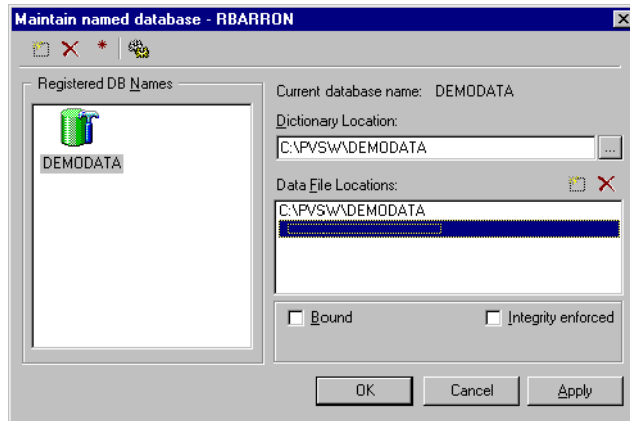 Maintain named database - RBARRON
Registered DB Names
DEMODATA
Current database name: DEMODATA
Dictionary Location:
C:\PVSW\DEMODATA
...
Data File Locations:
C:\PVSW\DEMODATA
Bound
Integrity enforced
OK
Cancel
Apply